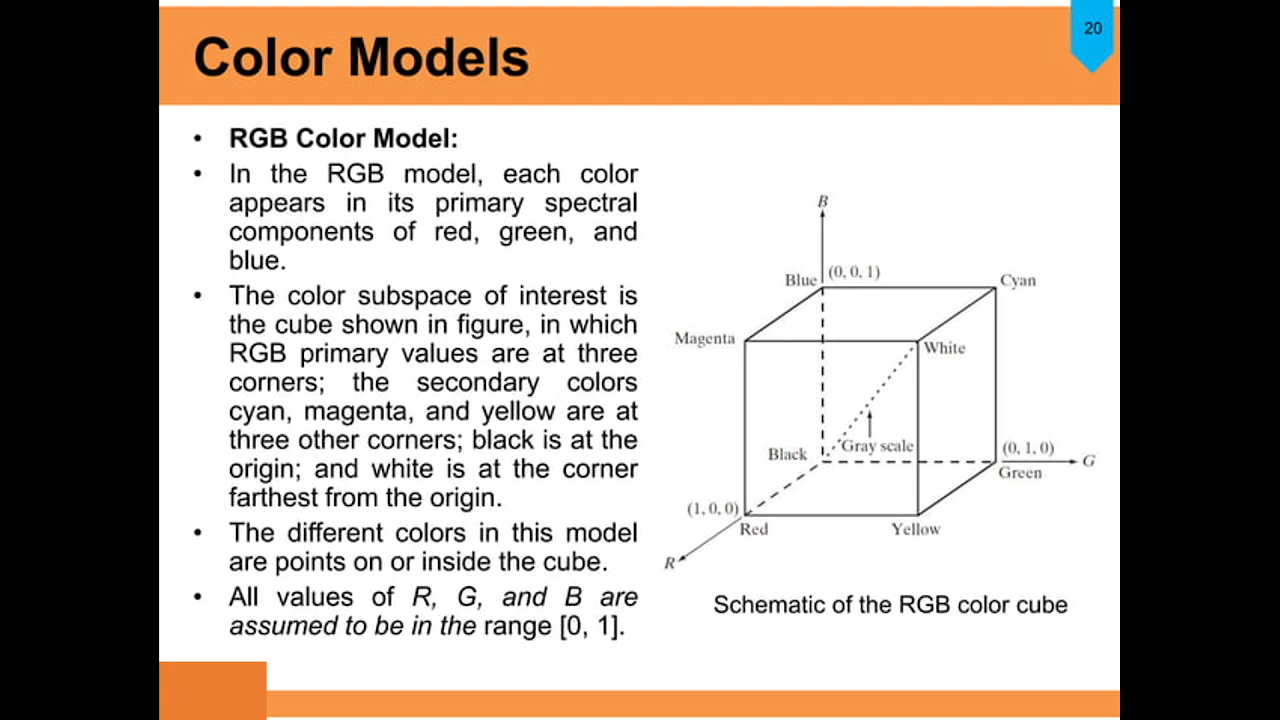 20
Color Models
• RGB Color Model:
• In the RGB model, each color
appears in its primary spectral
components of red, green, and
blue.
• The color subspace of interest is
the cube shown in figure, in which
RGB primary values are at three
corners; the secondary colors
cyan, magenta, and yellow are at
three other corners; black is at the
origin; and white is at the corner
farthest from the origin.
• The different colors in this model
are points on or inside the cube.
• All values of R, G, and B are
assumed to be in the range [0, 1].
B
Blue (0, 0, 1)
Cyan
Magenta
White
Gray scale
Black
(0, 1, 0)
G
Green
(1, 0, 0)
Red
Yellow
R
Schematic of the RGB color cube